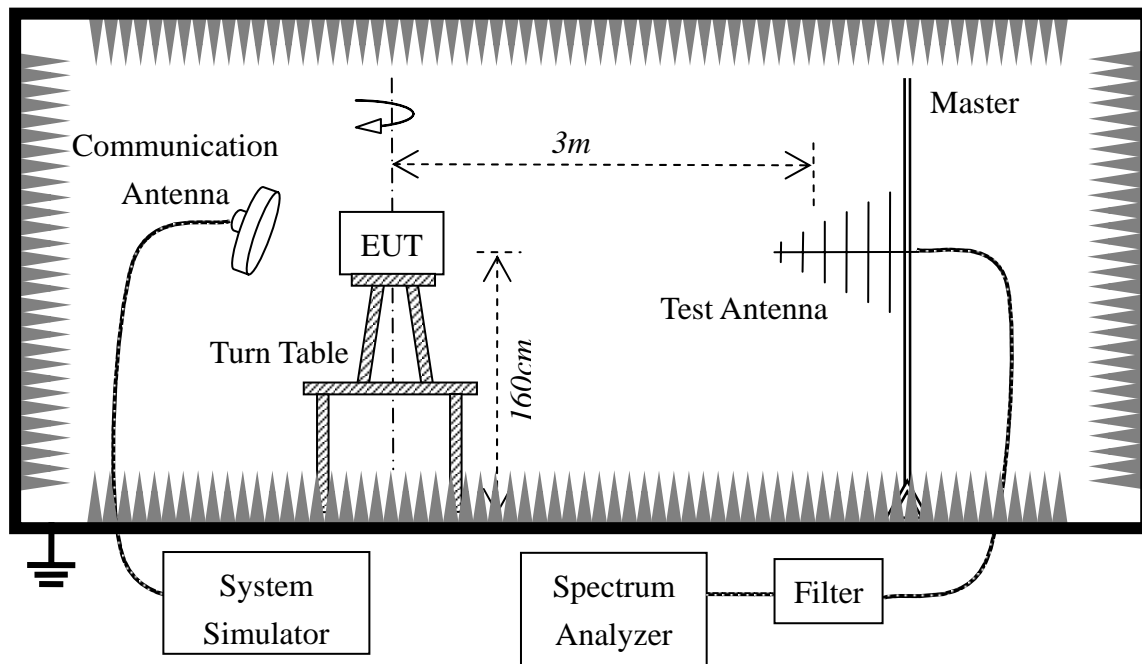 Master
3m
Communication
Antenna
EUT
Test Antenna
Turn Table
160cm
System
Simulator
Spectrum
Analyzer
Filter